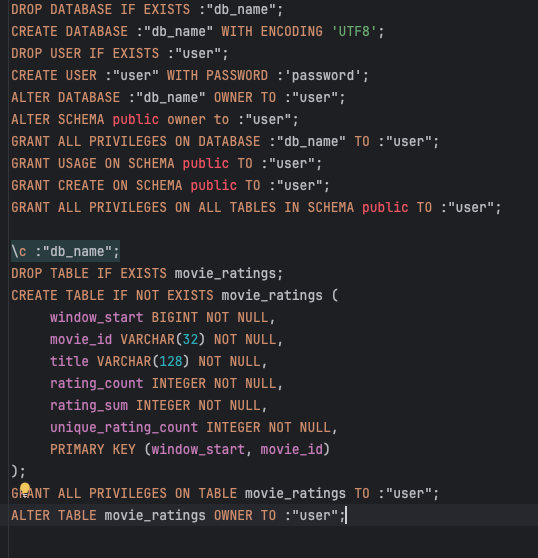 DROP DATABASE IF EXISTS :"db_name";
CREATE DATABASE :"db_name" WITH ENCODING 'UTF8';
DROP USER IF EXISTS :"user";
CREATE USER :"user" WITH PASSWORD :'password';
ALTER DATABASE :"db_name" OWNER TO :"user";
ALTER SCHEMA public owner to :"user";
GRANT ALL PRIVILEGES ON DATABASE :"db_name" TO :"user";
GRANT USAGE ON SCHEMA public TO :"user";
GRANT CREATE ON SCHEMA public TO :"user";
GRANT ALL PRIVILEGES ON ALL TABLES IN SCHEMA public TO :"user";

\c :"db_name";
DROP TABLE IF EXISTS movie_ratings;
CREATE TABLE IF NOT EXISTS movie_ratings (
     window_start BIGINT NOT NULL,
     movie_id VARCHAR(32) NOT NULL,
     title VARCHAR(128) NOT NULL,
     rating_count INTEGER NOT NULL,
     rating_sum INTEGER NOT NULL,
     unique_rating_count INTEGER NOT NULL,
     PRIMARY KEY (window_start, movie_id)
);
GRANT ALL PRIVILEGES ON TABLE movie_ratings TO :"user";
ALTER TABLE movie_ratings OWNER TO :"user";